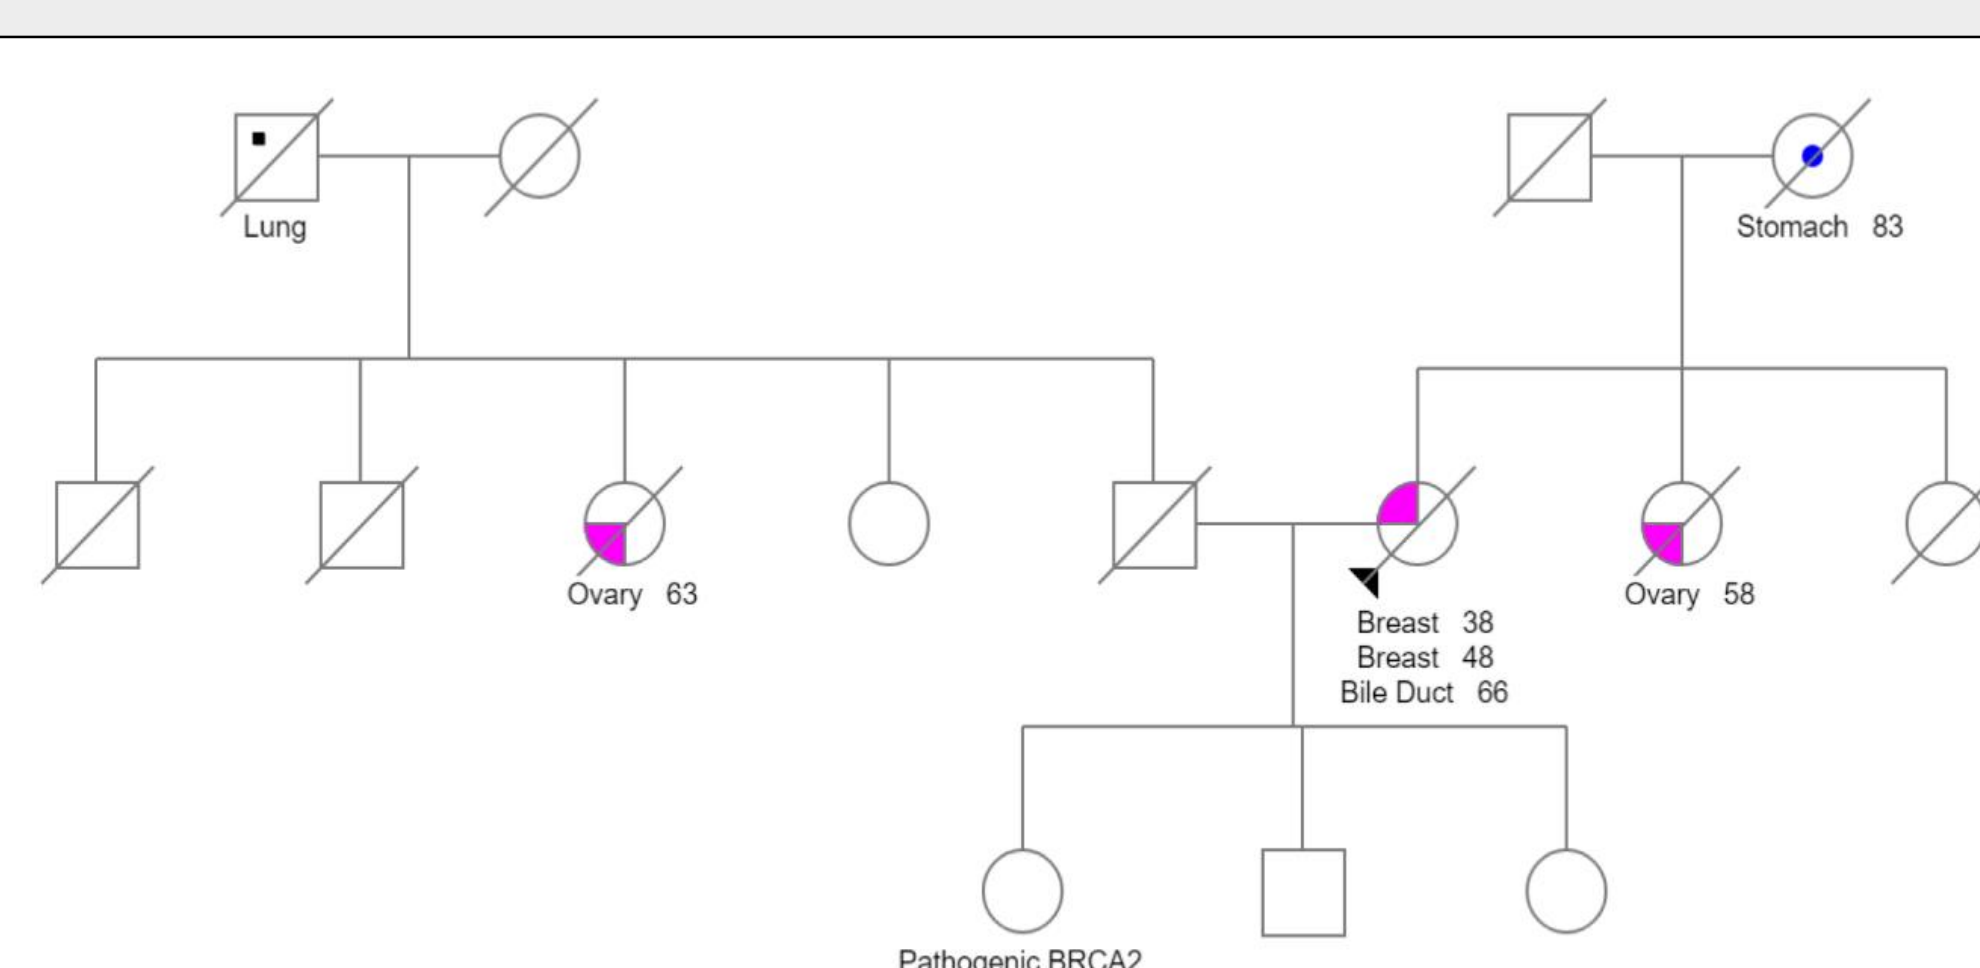 Lung
Stomach 83
Ovary 63
Breast 38
Breast 48
Bile Duct 66
Ovary 58
Pathogenic BRCA2